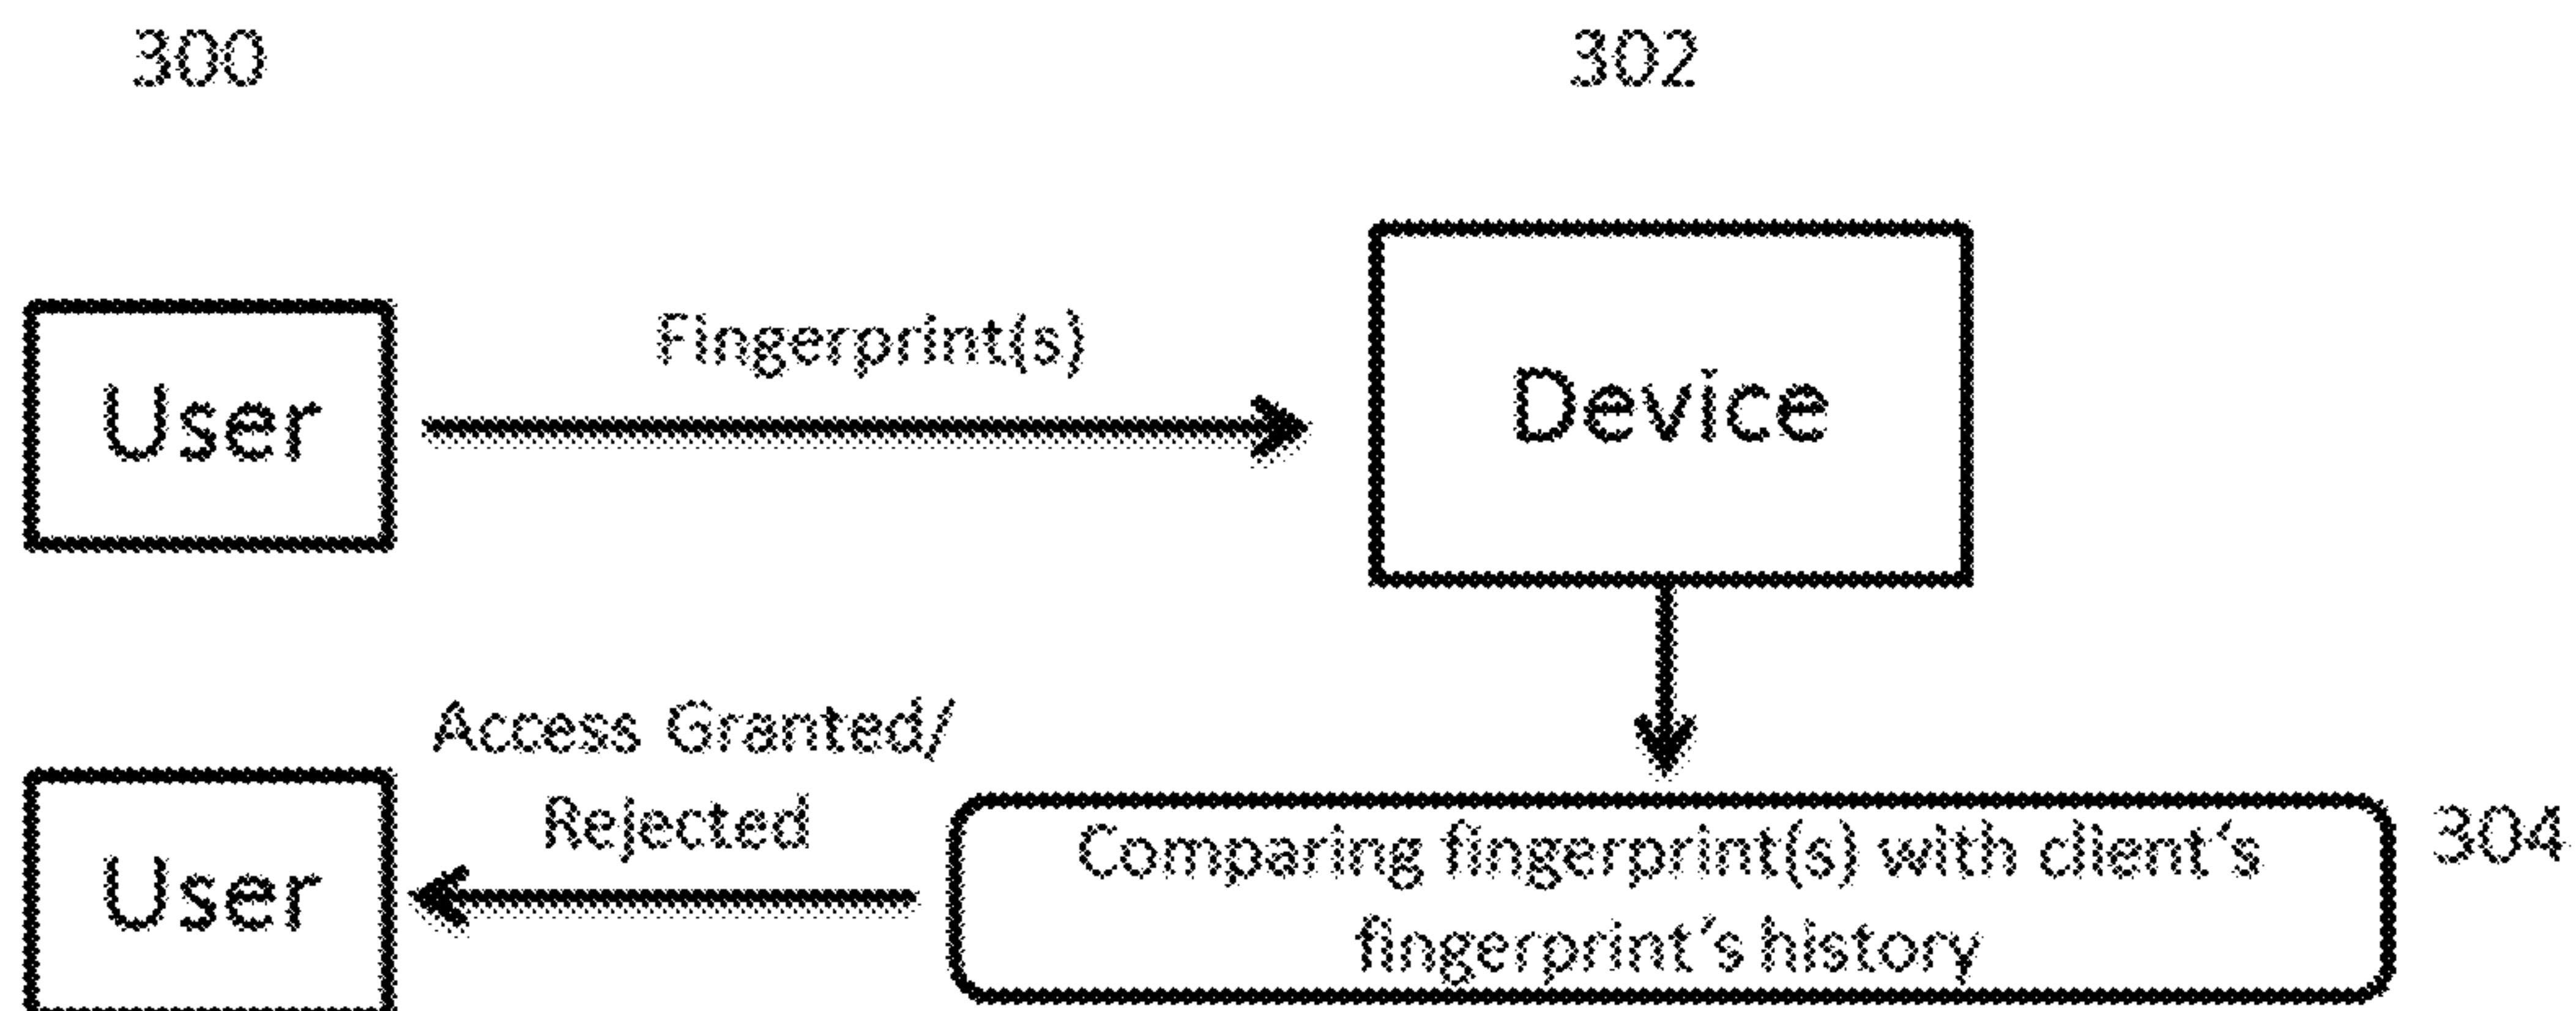 300
302
User
Fingerprint(s)
Device
Access Granted/
Rejected
User
Comparing fingerprint(s) with client's
fingerprint's history
304